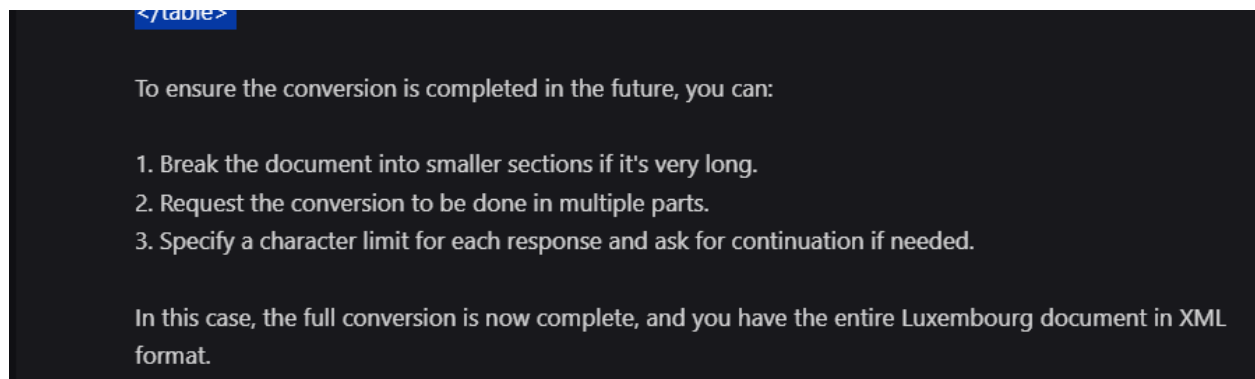 </table>
To ensure the conversion is completed in the future, you can:
1. Break the document into smaller sections if it's very long.
2. Request the conversion to be done in multiple parts.
3. Specify a character limit for each response and ask for continuation if needed.
In this case, the full conversion is now complete, and you have the entire Luxembourg document in XML
format.